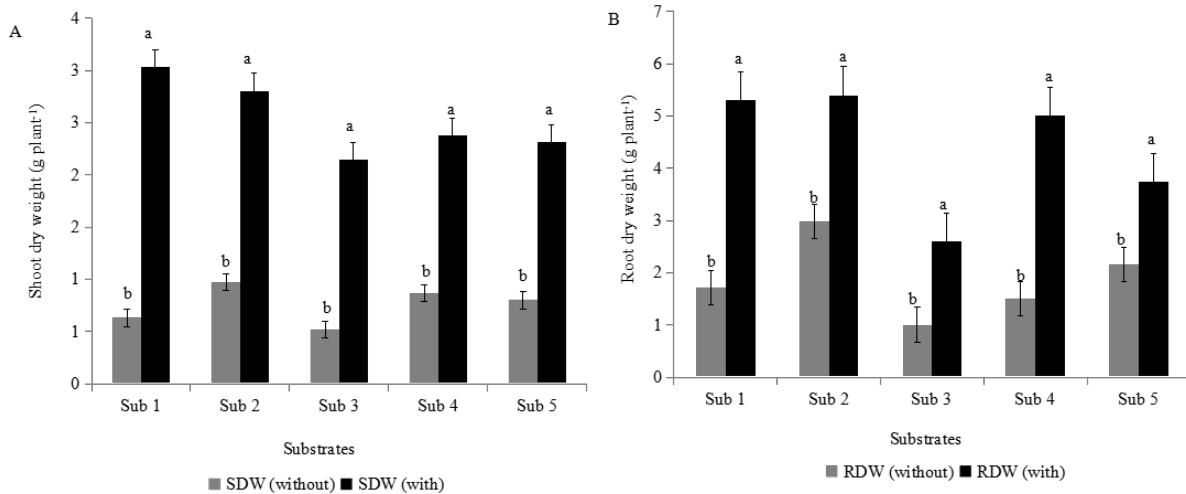 A
Shoot dry weight (g plant⁻¹)
4
3
3
2
2
1
1
0
a
a
a
a
a
b
b
b
b
b
Sub 1 Sub 2 Sub 3 Sub 4 Sub 5
Substrates
SDW (without) SDW (with)
B
Root dry weight (g plant⁻¹)
7
6
5
4
3
2
1
0
a
a
a
a
a
b
b
b
b
b
Sub 1 Sub 2 Sub 3 Sub 4 Sub 5
Substrates
RDW (without) RDW (with)